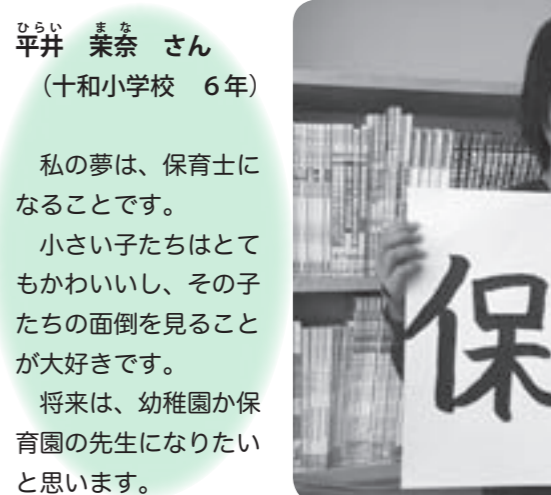 ひらい　まな
平井　茉奈　さん
（十和小学校　６年）
私の夢は、保育士に
なることです。
小さい子たちはとて
もかわいいし、その子
たちの面倒を見ること
が大好きです。
将来は、幼稚園か保
育園の先生になりたい
と思います。
保